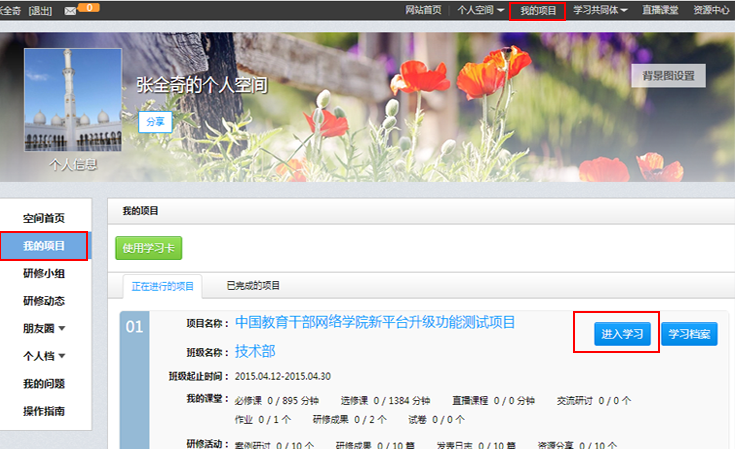 张全奇 [退出] 0 网站首页 个人空间 我的项目 学习共同体 直播课堂 资源中心
张全奇的个人空间
背景图设置
分享
个人信息
空间首页
我的项目
研修小组
研修动态
朋友圈
个人档
我的问题
操作指南
我的项目
使用学习卡
正在进行的项目 已完成的项目
01
项目名称： 中国教育干部网络学院新平台升级功能测试项目
进入学习 学习档案
班级名称： 技术部
班级起止时间： 2015.04.12-2015.04.30
我的课堂： 必修课 0 / 895 分钟 选修课 0 / 1384 分钟 直播课程 0 / 0 分钟 交流研讨 0 / 0 个
作业 0 / 1 个 研修成果 0 / 2 个 试卷 0 / 0 个
研修活动： 案例研讨 0 / 10 个 研修成果 0 / 10 篇 发表日志 0 / 10 篇 资源分享 0 / 10 个